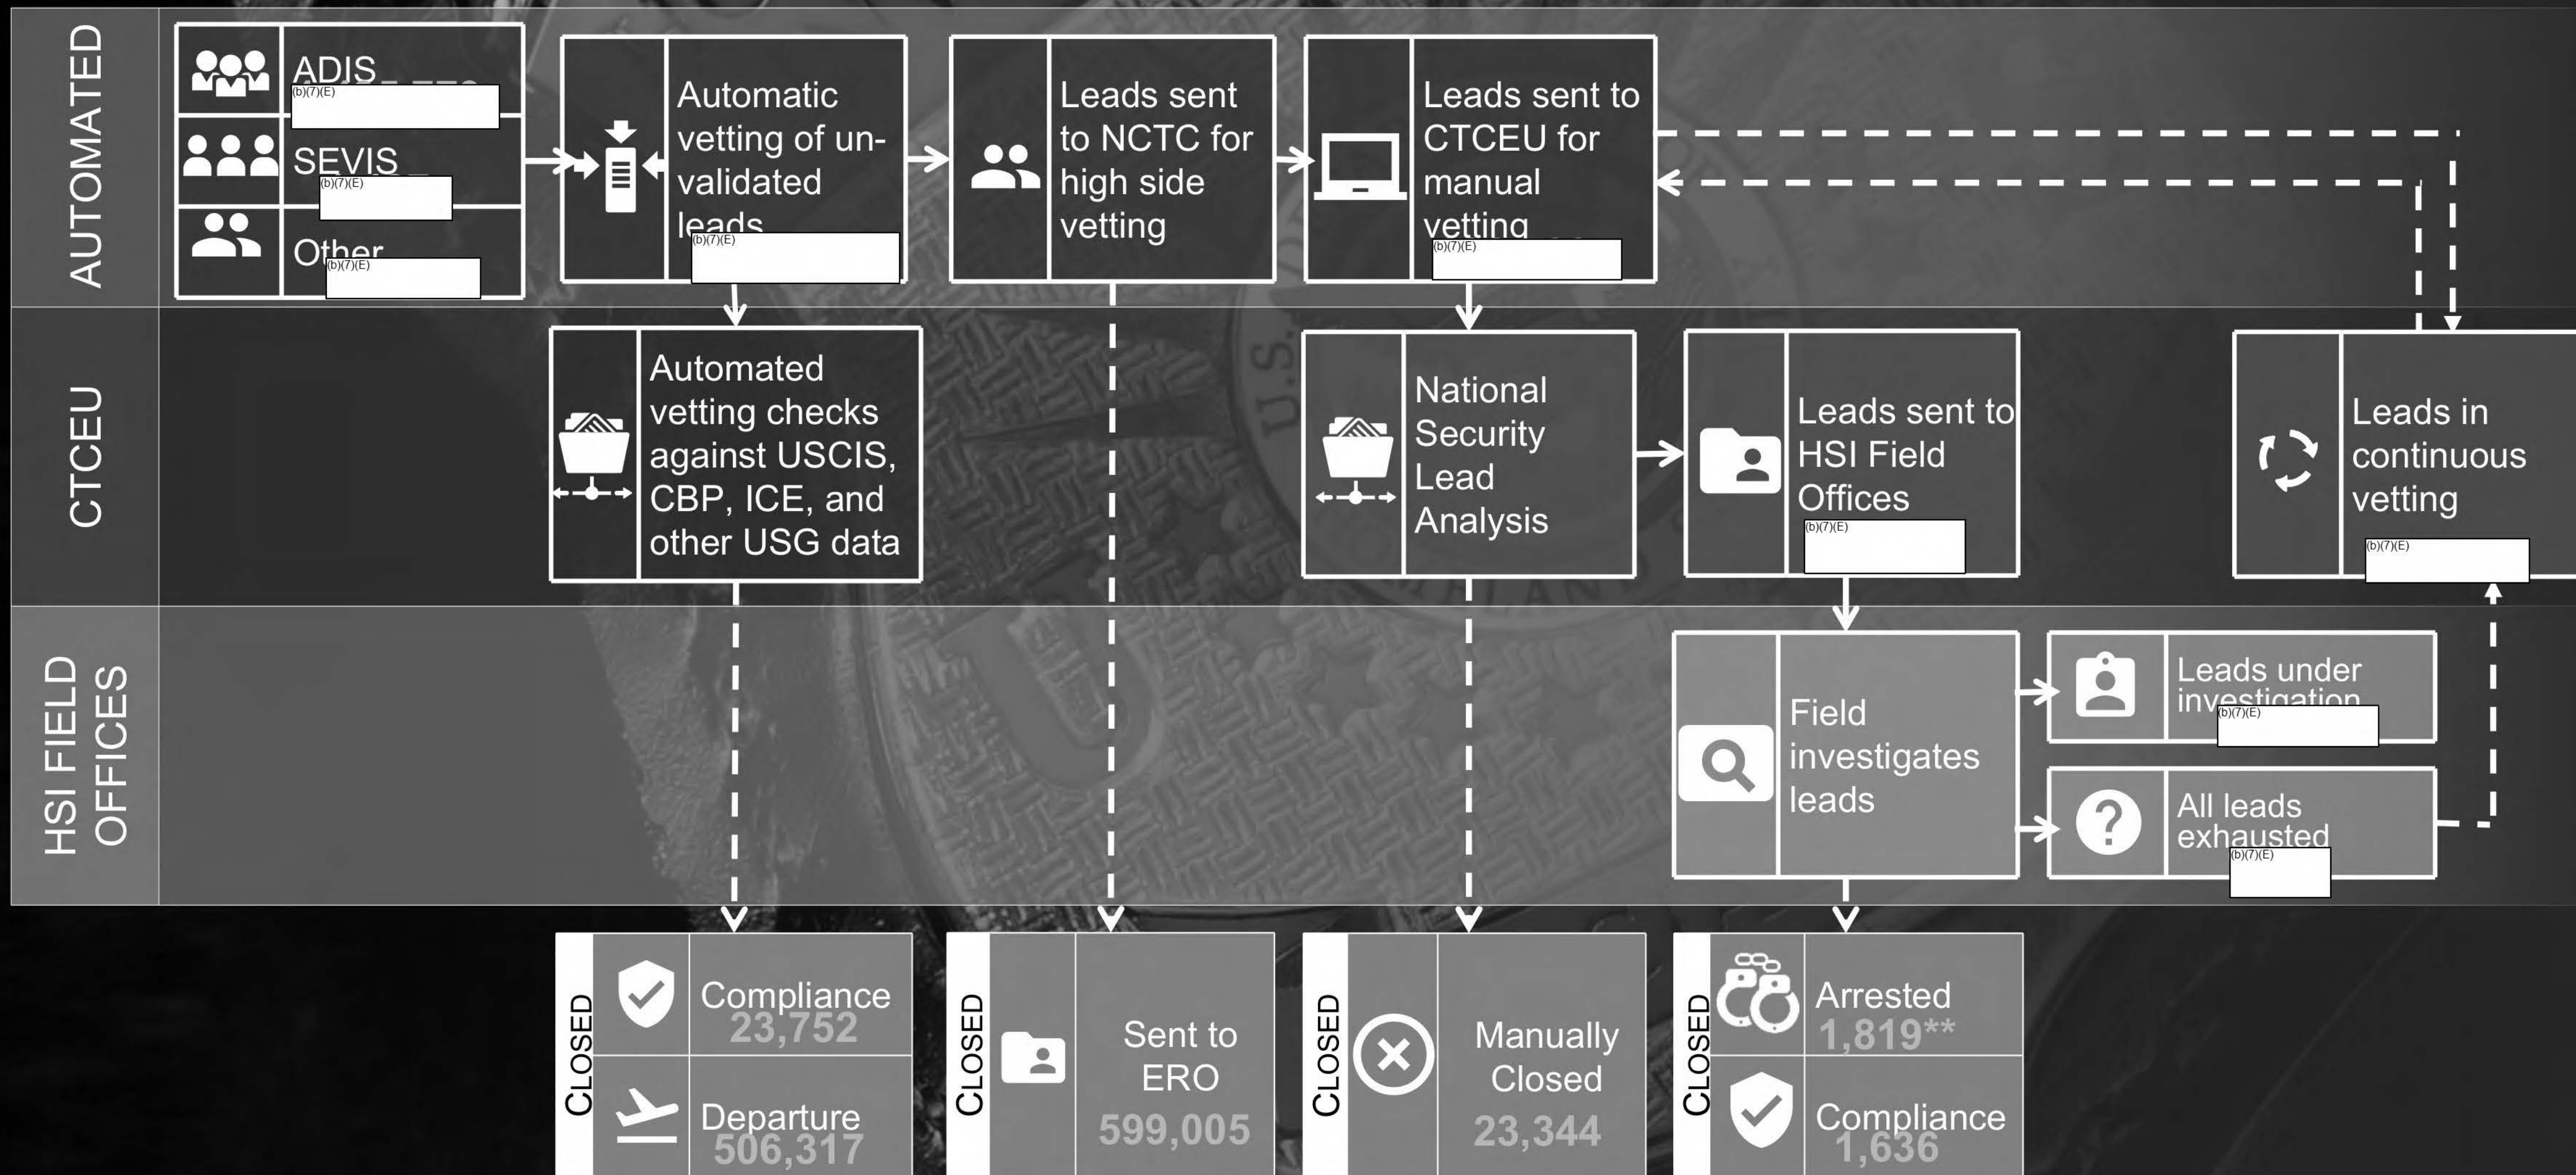 AUTOMATED
ADIS
(b)(7)(E)
SEVIS
(b)(7)(E)
Other
(b)(7)(E)
Automatic
vetting of un-
validated
leads
(b)(7)(E)
Leads sent
to NCTC for
high side
vetting
Leads sent to
CTCEU for
manual
vetting
(b)(7)(E)
CTCEU
Automated
vetting checks
against USCIS,
CBP, ICE, and
other USG data
National
Security
Lead
Analysis
Leads sent to
HSI Field
Offices
(b)(7)(E)
Leads in
continuous
vetting
(b)(7)(E)
HSI FIELD
OFFICES
Field
investigates
leads
Leads under
investigation
(b)(7)(E)
All leads
exhausted
(b)(7)(E)
CLOSED
Compliance
23,752
Departure
506,317
CLOSED
Sent to
ERO
599,005
CLOSED
Manually
Closed
23,344
CLOSED
Arrested
1,819**
Compliance
1,636
U.S.